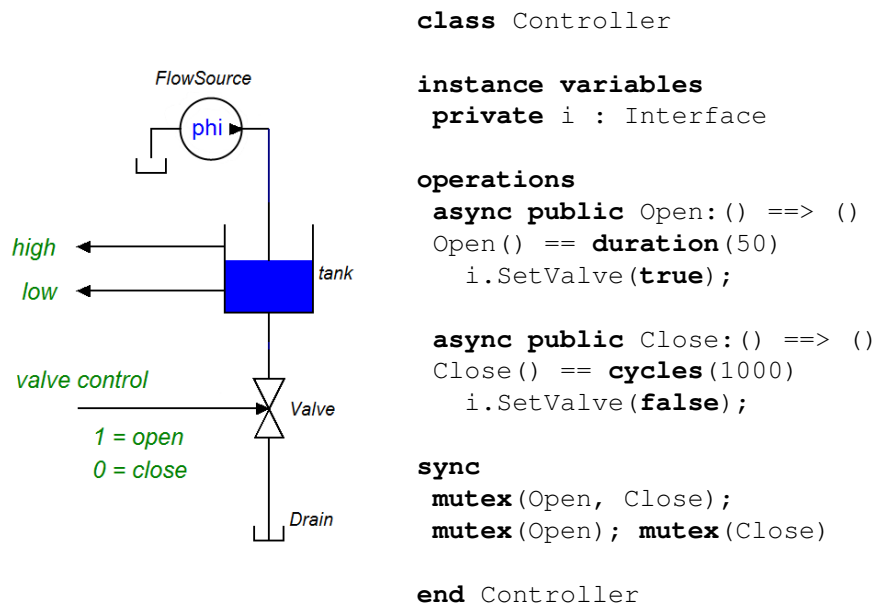 FlowSource
phi
high
low
tank
valve control
Valve
1 = open
0 = close
Drain
class Controller
instance variables
private i : Interface
operations
async public Open:() ==> ()
Open() == duration(50)
i.SetValve(true);
async public Close:() ==> ()
Close() == cycles(1000)
i.SetValve(false);
sync
mutex(Open, Close);
mutex(Open); mutex(Close)
end Controller